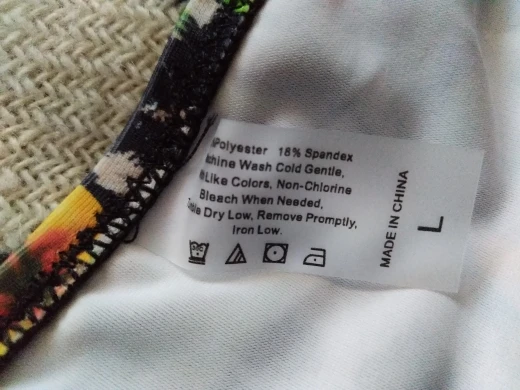 Polyester 18% Spandex
chine Wash Cold Gentle,
Like Colors, Non-Chlorine
Bleach When Needed,
Dry Low, Remove Promptly,
Iron Low.
MADE IN CHINA
L